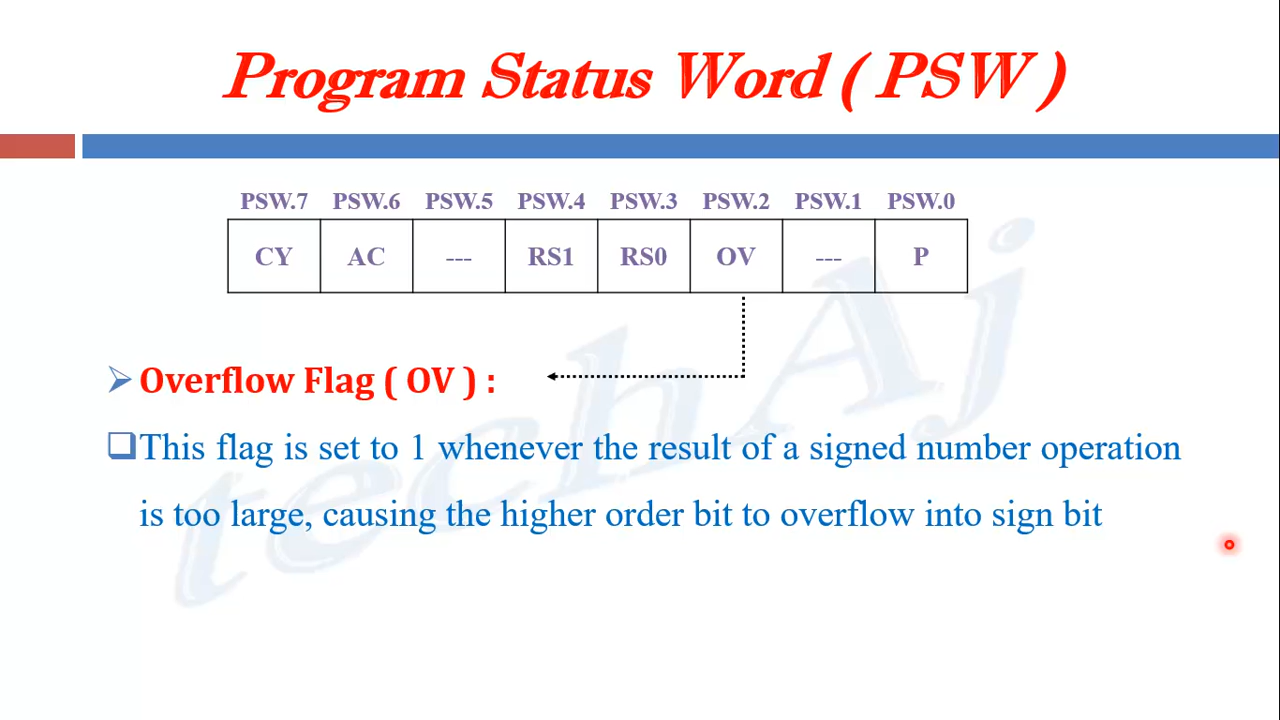 Program Status Word ( PSW )
PSW.7 PSW.6 PSW.5 PSW.4 PSW.3 PSW.2 PSW.1 PSW.0
CY AC --- RS1 RS0 OV --- P
Overflow Flag ( OV ) :
This flag is set to 1 whenever the result of a signed number operation
is too large, causing the higher order bit to overflow into sign bit
techAj